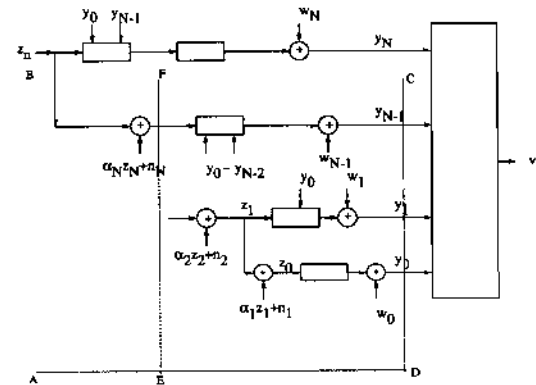 y0 yN-1
wN
zn
yN
B
F
C
yN-1
αNzN+nN
y0- yN-2
wN-1
y0
w1
z1
y1
v
α2z2+n2
z0
y0
α1z1+n1
w0
A
E
D